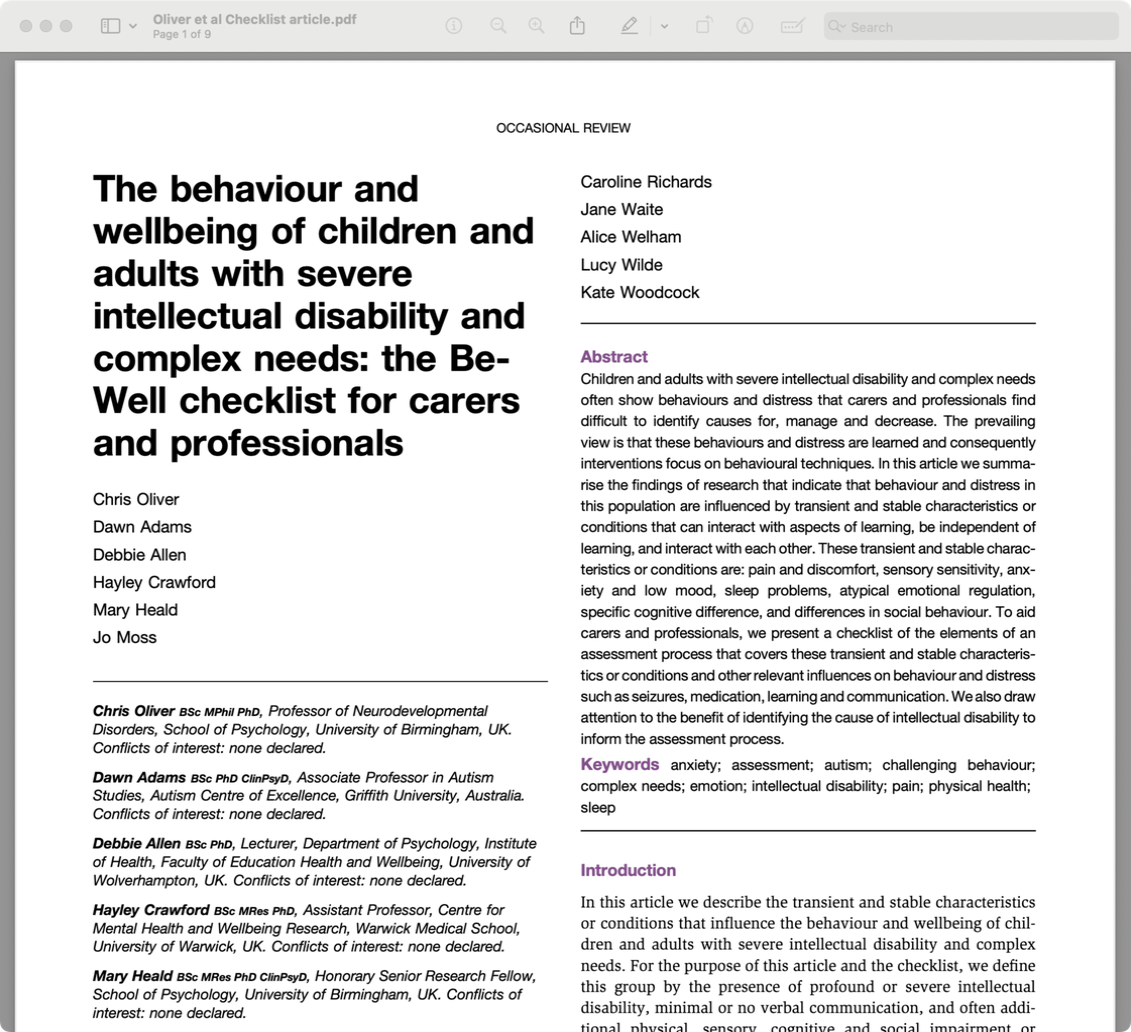 Oliver et al Checklist article.pdf
Page 1 of 9
Search
OCCASIONAL REVIEW
The behaviour and
wellbeing of children and
adults with severe
intellectual disability and
complex needs: the Be-
Well checklist for carers
and professionals
Chris Oliver
Dawn Adams
Debbie Allen
Hayley Crawford
Mary Heald
Jo Moss
Chris Oliver BSc MPhil PhD, Professor of Neurodevelopmental
Disorders, School of Psychology, University of Birmingham, UK.
Conflicts of interest: none declared.
Dawn Adams BSc PhD ClinPsyD, Associate Professor in Autism
Studies, Autism Centre of Excellence, Griffith University, Australia.
Conflicts of interest: none declared.
Debbie Allen BSc PhD, Lecturer, Department of Psychology, Institute
of Health, Faculty of Education Health and Wellbeing, University of
Wolverhampton, UK. Conflicts of interest: none declared.
Hayley Crawford BSc MRes PhD, Assistant Professor, Centre for
Mental Health and Wellbeing Research, Warwick Medical School,
University of Warwick, UK. Conflicts of interest: none declared.
Mary Heald BSc MRes PhD ClinPsyD, Honorary Senior Research Fellow,
School of Psychology, University of Birmingham, UK. Conflicts of
interest: none declared.
Caroline Richards
Jane Waite
Alice Welham
Lucy Wilde
Kate Woodcock
Abstract
Children and adults with severe intellectual disability and complex needs
often show behaviours and distress that carers and professionals find
difficult to identify causes for, manage and decrease. The prevailing
view is that these behaviours and distress are learned and consequently
interventions focus on behavioural techniques. In this article we summa-
rise the findings of research that indicate that behaviour and distress in
this population are influenced by transient and stable characteristics or
conditions that can interact with aspects of learning, be independent of
learning, and interact with each other. These transient and stable charac-
teristics or conditions are: pain and discomfort, sensory sensitivity, anx-
iety and low mood, sleep problems, atypical emotional regulation,
specific cognitive difference, and differences in social behaviour. To aid
carers and professionals, we present a checklist of the elements of an
assessment process that covers these transient and stable characteris-
tics or conditions and other relevant influences on behaviour and distress
such as seizures, medication, learning and communication. We also draw
attention to the benefit of identifying the cause of intellectual disability to
inform the assessment process.
Keywords anxiety; assessment; autism; challenging behaviour;
complex needs; emotion; intellectual disability; pain; physical health;
sleep
Introduction
In this article we describe the transient and stable characteristics
or conditions that influence the behaviour and wellbeing of chil-
dren and adults with severe intellectual disability and complex
needs. For the purpose of this article and the checklist, we define
this group by the presence of profound or severe intellectual
disability, minimal or no verbal communication, and often addi-
tional physical, sensory, cognitive and social impairment or